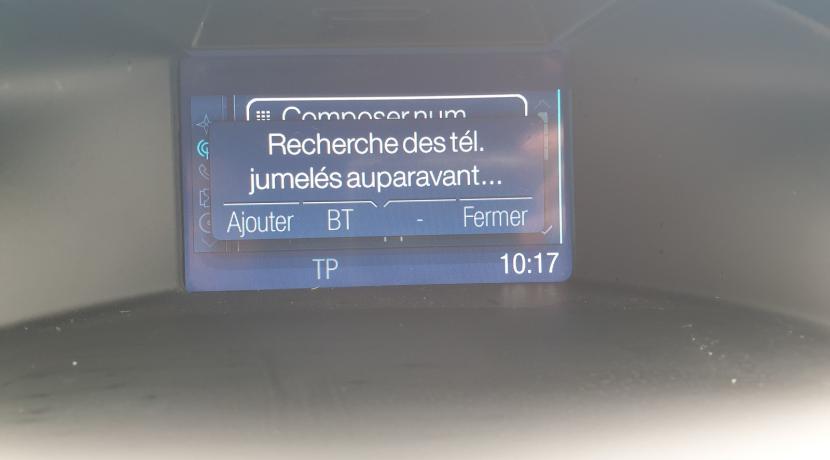 Composer num
Recherche des tél.
jumelés auparavant...
Ajouter BT - Fermer
TP 10:17